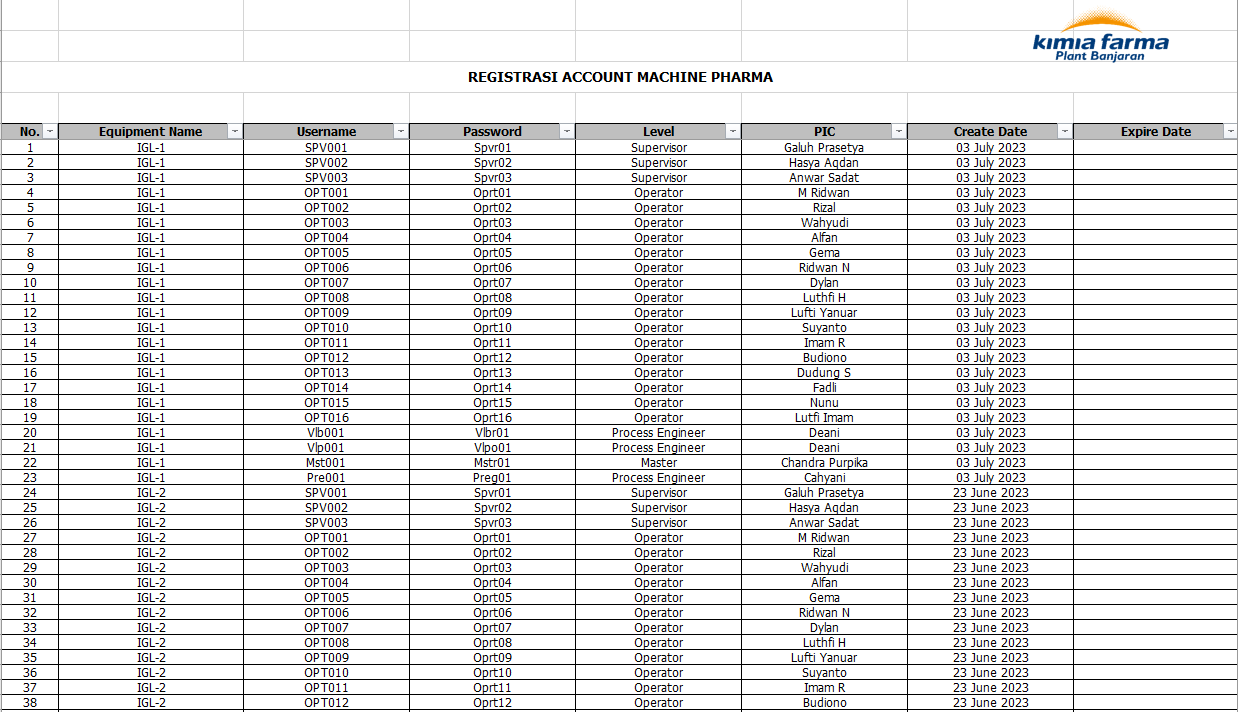 kimia farma
Plant Banjaran
REGISTRASI ACCOUNT MACHINE PHARMA
No. Equipment Name Username Password Level PIC Create Date Expire Date
1 IGL-1 SPV001 Spvr01 Supervisor Galuh Prasetya 03 July 2023
2 IGL-1 SPV002 Spvr02 Supervisor Hasya Aqdan 03 July 2023
3 IGL-1 SPV003 Spvr03 Supervisor Anwar Sadat 03 July 2023
4 IGL-1 OPT001 Oprt01 Operator M Ridwan 03 July 2023
5 IGL-1 OPT002 Oprt02 Operator Rizal 03 July 2023
6 IGL-1 OPT003 Oprt03 Operator Wahyudi 03 July 2023
7 IGL-1 OPT004 Oprt04 Operator Alfan 03 July 2023
8 IGL-1 OPT005 Oprt05 Operator Gema 03 July 2023
9 IGL-1 OPT006 Oprt06 Operator Ridwan N 03 July 2023
10 IGL-1 OPT007 Oprt07 Operator Dylan 03 July 2023
11 IGL-1 OPT008 Oprt08 Operator Luthfi H 03 July 2023
12 IGL-1 OPT009 Oprt09 Operator Lufti Yanuar 03 July 2023
13 IGL-1 OPT010 Oprt10 Operator Suyanto 03 July 2023
14 IGL-1 OPT011 Oprt11 Operator Imam R 03 July 2023
15 IGL-1 OPT012 Oprt12 Operator Budiono 03 July 2023
16 IGL-1 OPT013 Oprt13 Operator Dudung S 03 July 2023
17 IGL-1 OPT014 Oprt14 Operator Fadli 03 July 2023
18 IGL-1 OPT015 Oprt15 Operator Nunu 03 July 2023
19 IGL-1 OPT016 Oprt16 Operator Lutfi Imam 03 July 2023
20 IGL-1 Vlb001 Vlbr01 Process Engineer Deani 03 July 2023
21 IGL-1 Vlp001 Vlpo01 Process Engineer Deani 03 July 2023
22 IGL-1 Mst001 Mstr01 Master Chandra Purpika 03 July 2023
23 IGL-1 Pre001 Preg01 Process Engineer Cahyani 03 July 2023
24 IGL-2 SPV001 Spvr01 Supervisor Galuh Prasetya 23 June 2023
25 IGL-2 SPV002 Spvr02 Supervisor Hasya Aqdan 23 June 2023
26 IGL-2 SPV003 Spvr03 Supervisor Anwar Sadat 23 June 2023
27 IGL-2 OPT001 Oprt01 Operator M Ridwan 23 June 2023
28 IGL-2 OPT002 Oprt02 Operator Rizal 23 June 2023
29 IGL-2 OPT003 Oprt03 Operator Wahyudi 23 June 2023
30 IGL-2 OPT004 Oprt04 Operator Alfan 23 June 2023
31 IGL-2 OPT005 Oprt05 Operator Gema 23 June 2023
32 IGL-2 OPT006 Oprt06 Operator Ridwan N 23 June 2023
33 IGL-2 OPT007 Oprt07 Operator Dylan 23 June 2023
34 IGL-2 OPT008 Oprt08 Operator Luthfi H 23 June 2023
35 IGL-2 OPT009 Oprt09 Operator Lufti Yanuar 23 June 2023
36 IGL-2 OPT010 Oprt10 Operator Suyanto 23 June 2023
37 IGL-2 OPT011 Oprt11 Operator Imam R 23 June 2023
38 IGL-2 OPT012 Oprt12 Operator Budiono 23 June 2023